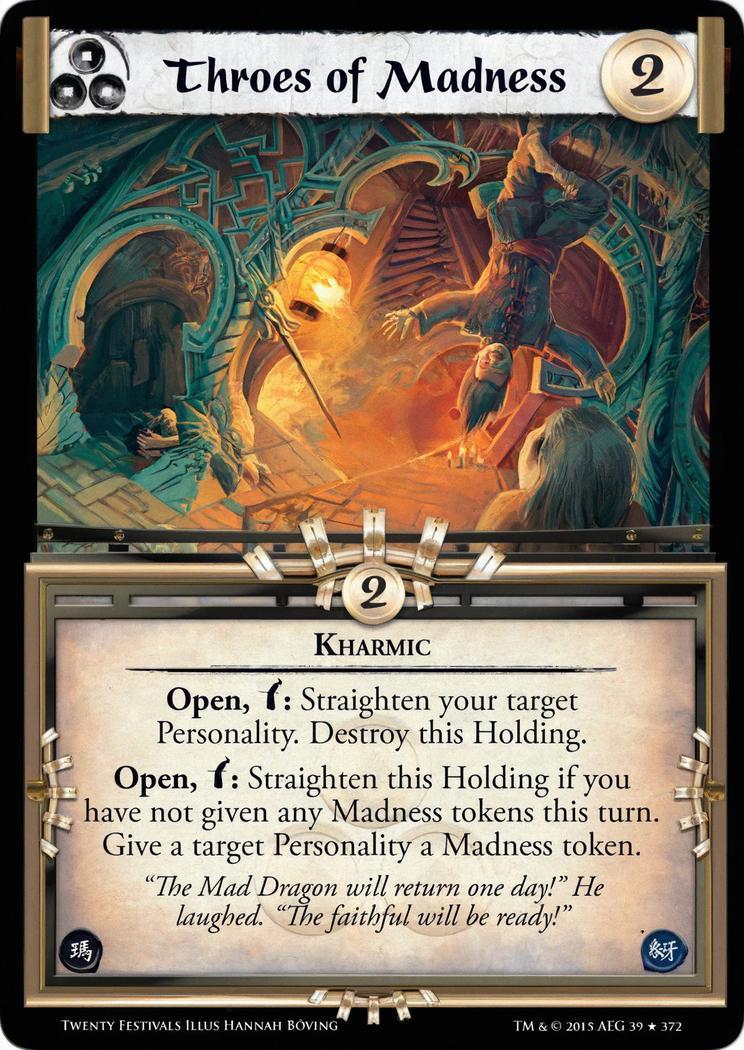 Throes of Madness
2
2
Kharmic
Open, : Straighten your target
Personality. Destroy this Holding.
Open, : Straighten this Holding if you
have not given any Madness tokens this turn.
Give a target Personality a Madness token.
“The Mad Dragon will return one day!” He
laughed. “The faithful will be ready!”
瑪
Twenty Festivals Illus Hannah Böving
TM & © 2015 AEG 39 ★ 372